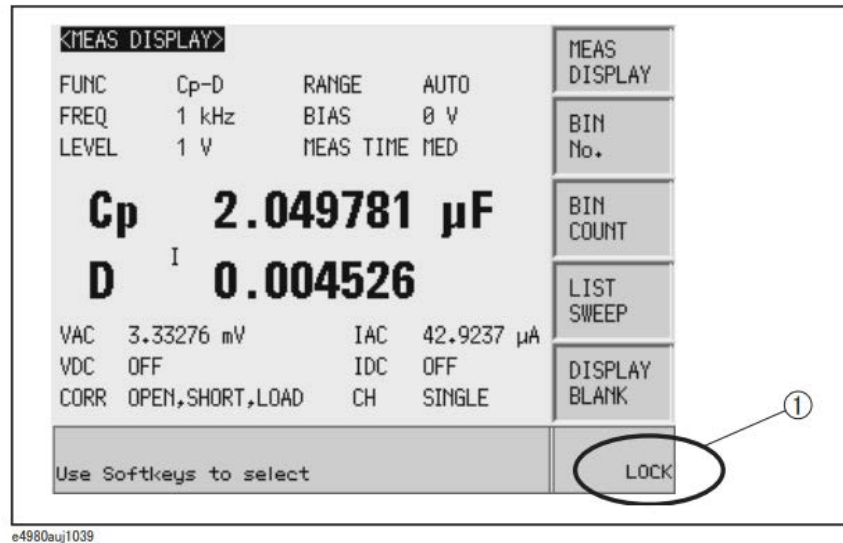 <MEAS DISPLAY>
FUNC Cp-D RANGE AUTO
FREQ 1 kHz BIAS 0 V
LEVEL 1 V MEAS TIME MED
Cp 2.049781 µF
D 0.004526
VAC 3.33276 mV IAC 42.9237 µA
VDC OFF IDC OFF
CORR OPEN,SHORT,LOAD CH SINGLE
Use Softkeys to select
MEAS
DISPLAY
BIN
No.
BIN
COUNT
LIST
SWEEP
DISPLAY
BLANK
LOCK
①
e4980auj1039